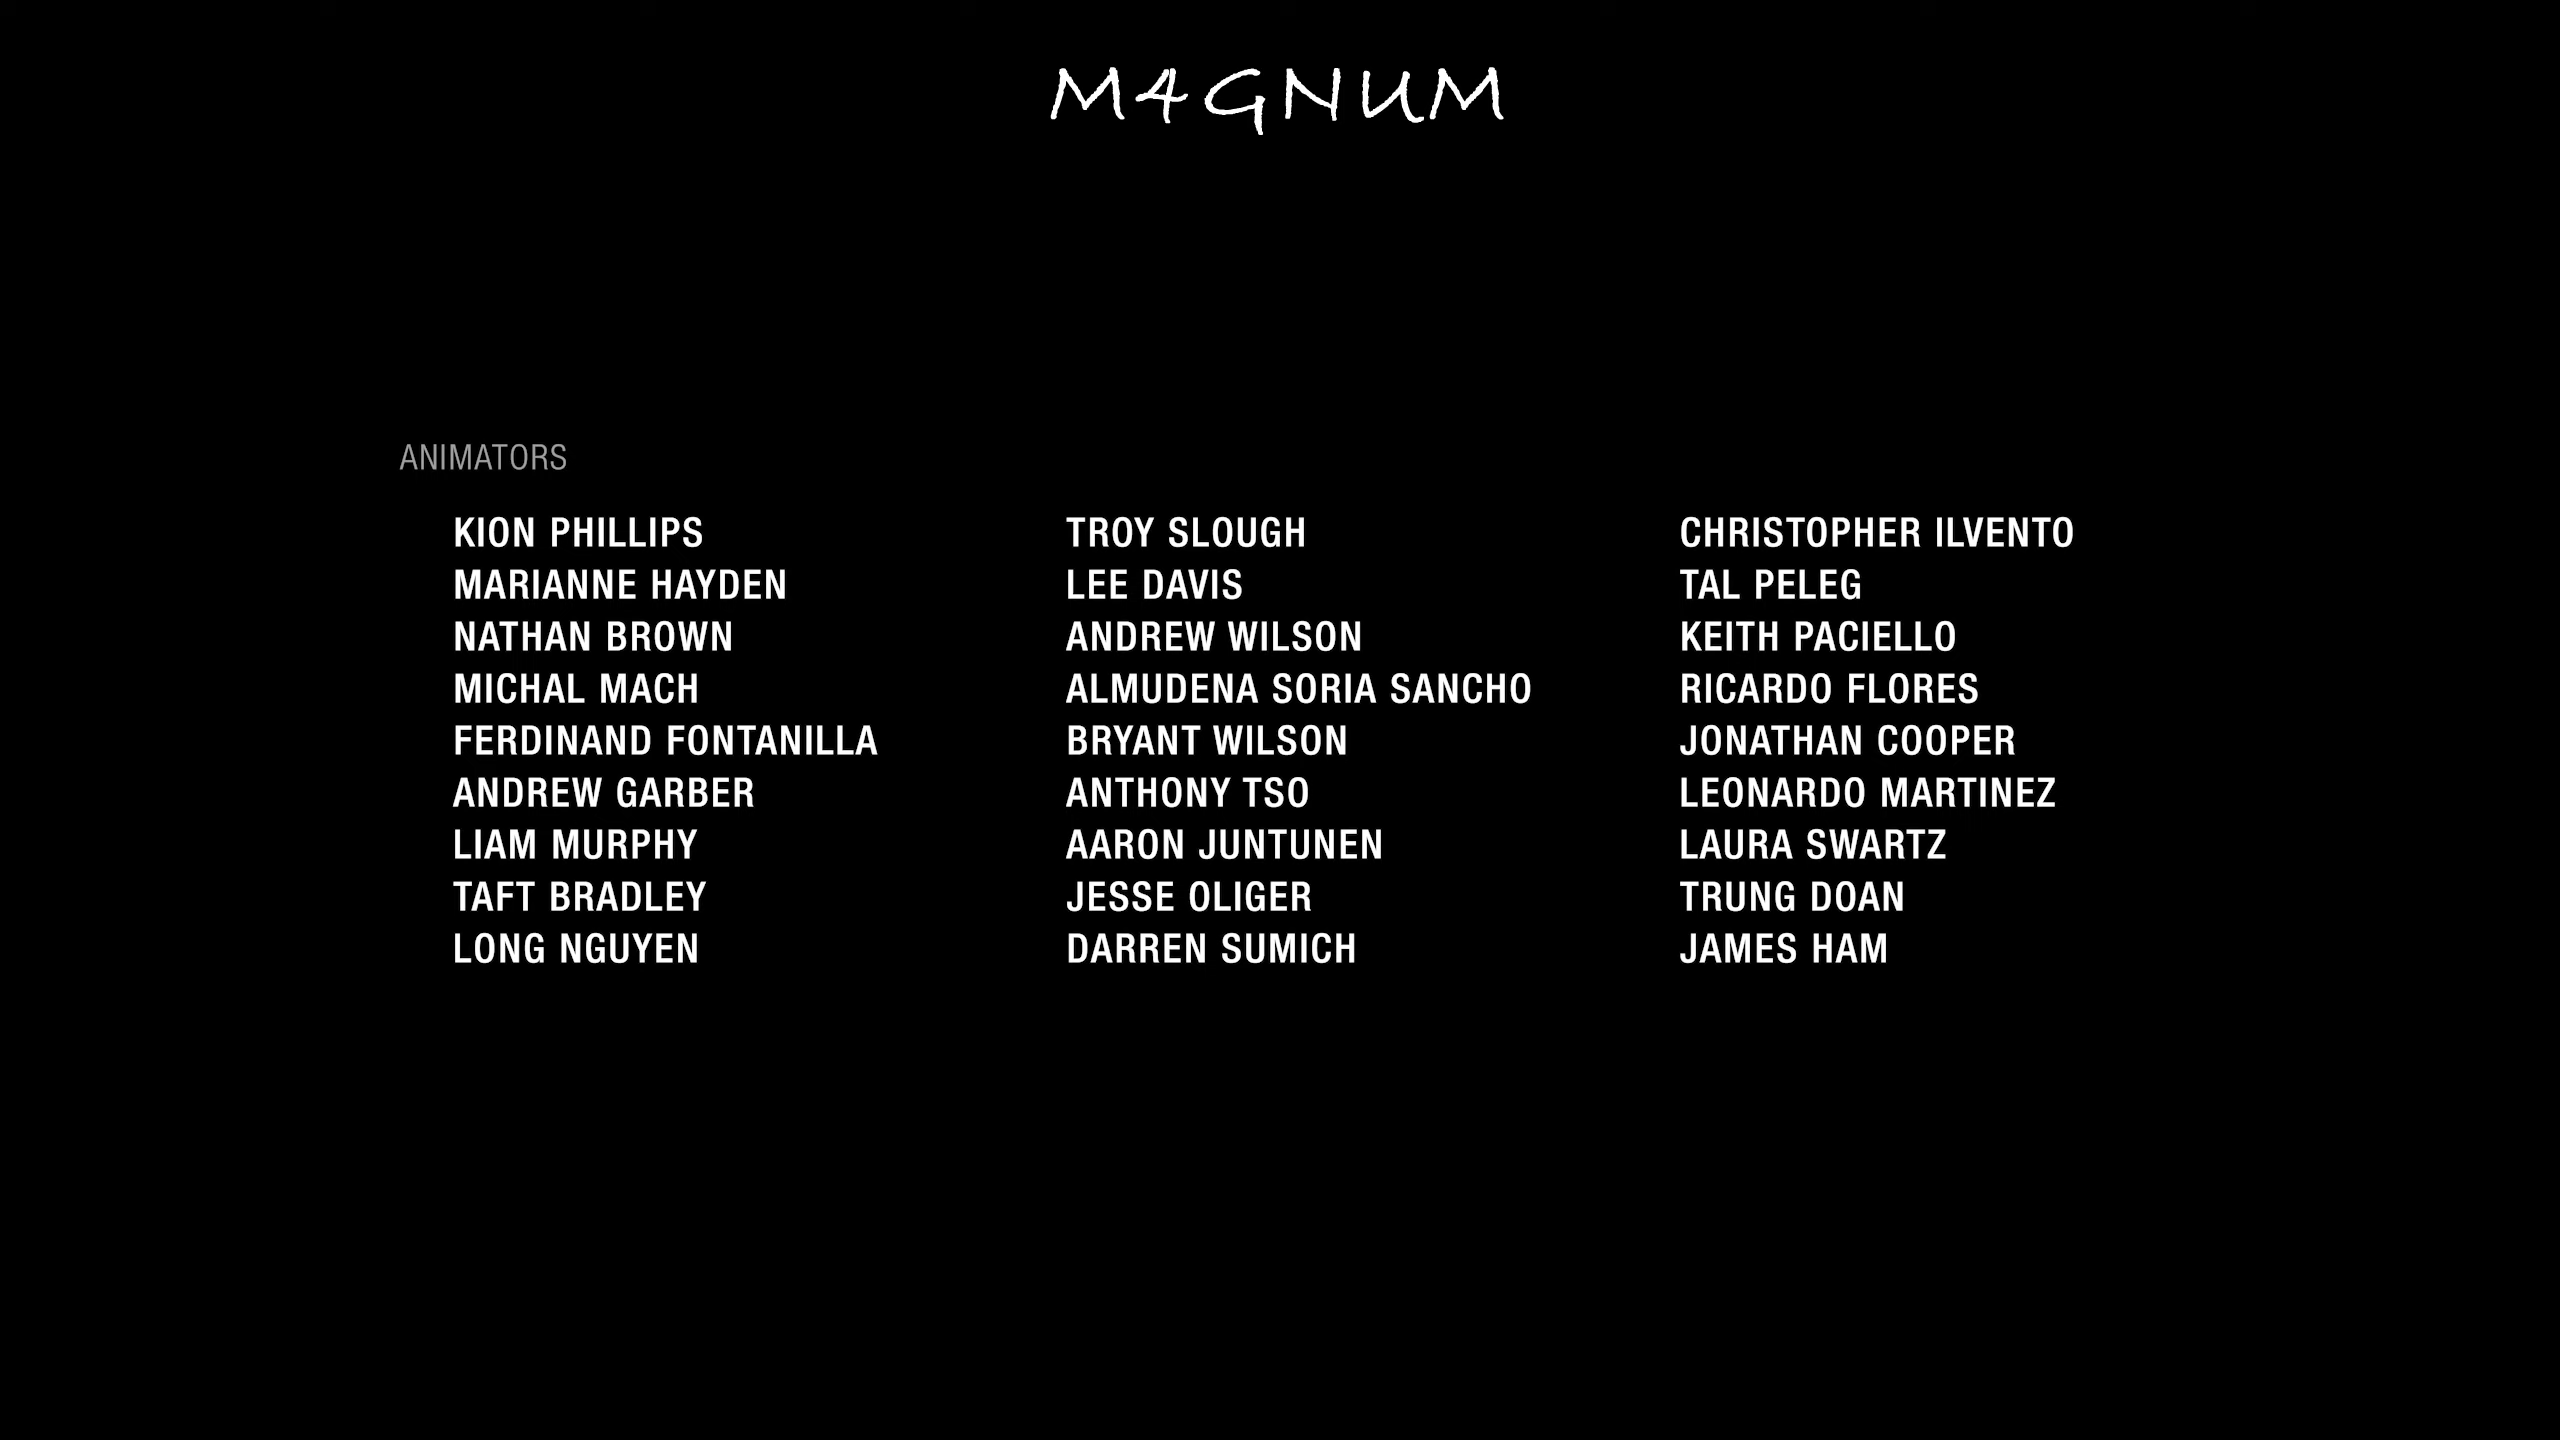 M4GNUM
ANIMATORS
KION PHILLIPS
MARIANNE HAYDEN
NATHAN BROWN
MICHAL MACH
FERDINAND FONTANILLA
ANDREW GARBER
LIAM MURPHY
TAFT BRADLEY
LONG NGUYEN
TROY SLOUGH
LEE DAVIS
ANDREW WILSON
ALMUDENA SORIA SANCHO
BRYANT WILSON
ANTHONY TSO
AARON JUNTUNEN
JESSE OLIGER
DARREN SUMICH
CHRISTOPHER ILVENTO
TAL PELEG
KEITH PACIELLO
RICARDO FLORES
JONATHAN COOPER
LEONARDO MARTINEZ
LAURA SWARTZ
TRUNG DOAN
JAMES HAM